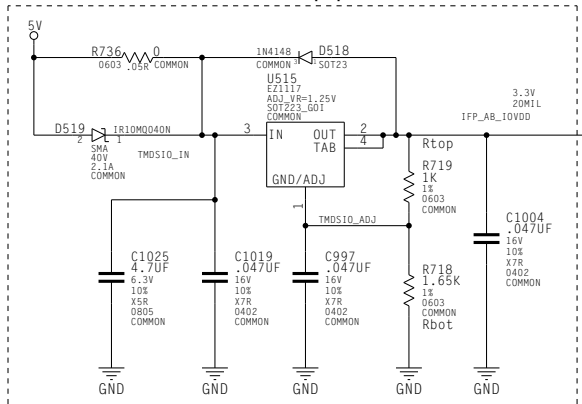 5V
R736 0
0603 .05R COMMON
1N4148 D518
COMMON 3 1 SOT23
U515
EZ1117
ADJ_VR=1.25V
SOT223_GOI
COMMON
3.3V
20MIL
IFP_AB_IOVDD
D519 IR10MQ040N
2 1
SMA
40V
2.1A
COMMON
TMDSIO_IN
3 IN OUT 2
TAB 4
GND/ADJ
1
Rtop
R719
1K
1%
0603
COMMON
TMDSIO_ADJ
C1004
.047UF
16V
10%
X7R
0402
COMMON
C1025
4.7UF
6.3V
10%
X5R
0805
COMMON
C1019
.047UF
16V
10%
X7R
0402
COMMON
C997
.047UF
16V
10%
X7R
0402
COMMON
R718
1.65K
1%
0603
COMMON
Rbot
GND GND GND GND GND